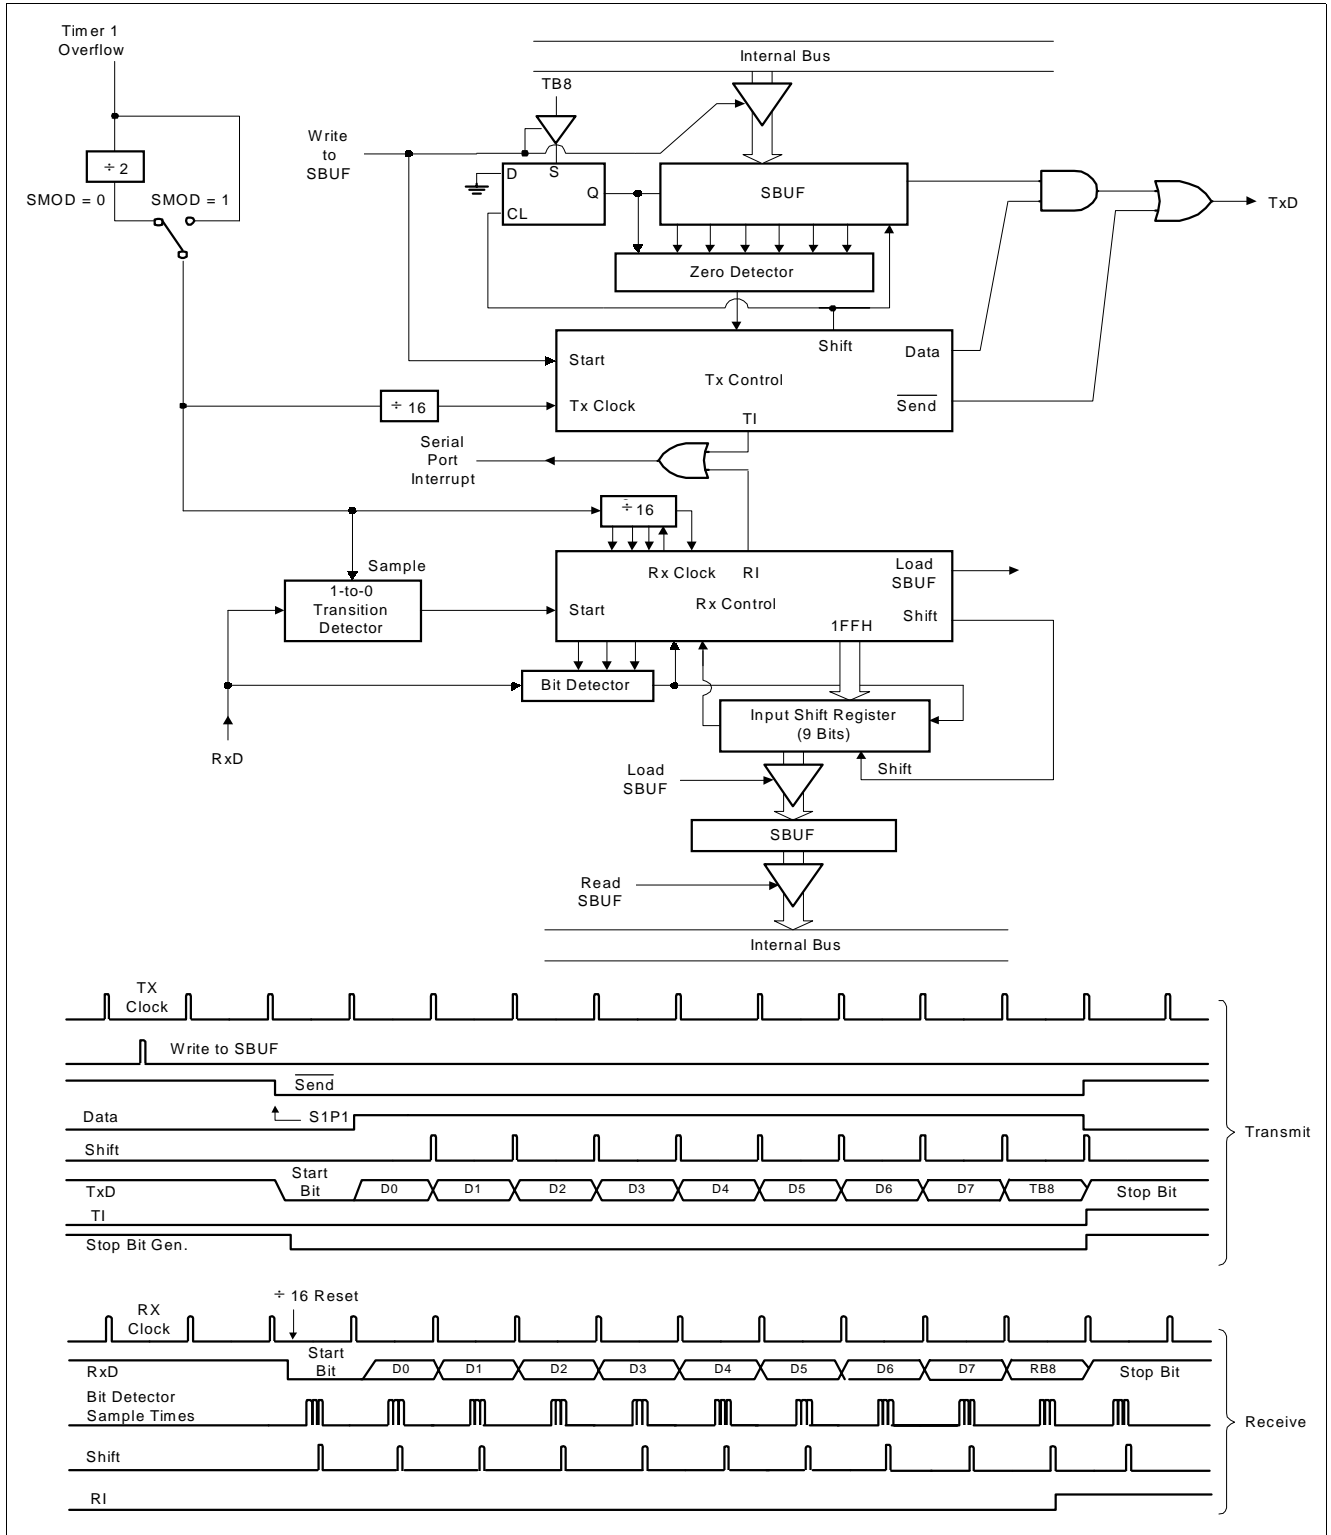 Timer 1
Overflow
Internal Bus
TB8
Write
to
SBUF
÷ 2
SMOD = 0
SMOD = 1
D
S
Q
CL
SBUF
TxD
Zero Detector
Shift
Start
Data
Tx Control
÷ 16
Tx Clock
Send
TI
Serial
Port
Interrupt
÷ 16
Sample
Rx Clock
RI
Load
SBUF
1-to-0
Transition
Detector
Start
Rx Control
Shift
1FFH
Bit Detector
Input Shift Register
(9 Bits)
RxD
Load
SBUF
Shift
SBUF
Read
SBUF
Internal Bus
TX
Clock
Write to SBUF
Send
Data
S1P1
Transmit
Shift
Start
Bit
TxD
D0
D1
D2
D3
D4
D5
D6
D7
TB8
Stop Bit
TI
Stop Bit Gen.
÷ 16 Reset
RX
Clock
Start
Bit
RxD
D0
D1
D2
D3
D4
D5
D6
D7
RB8
Stop Bit
Bit Detector
Sample Times
Receive
Shift
RI